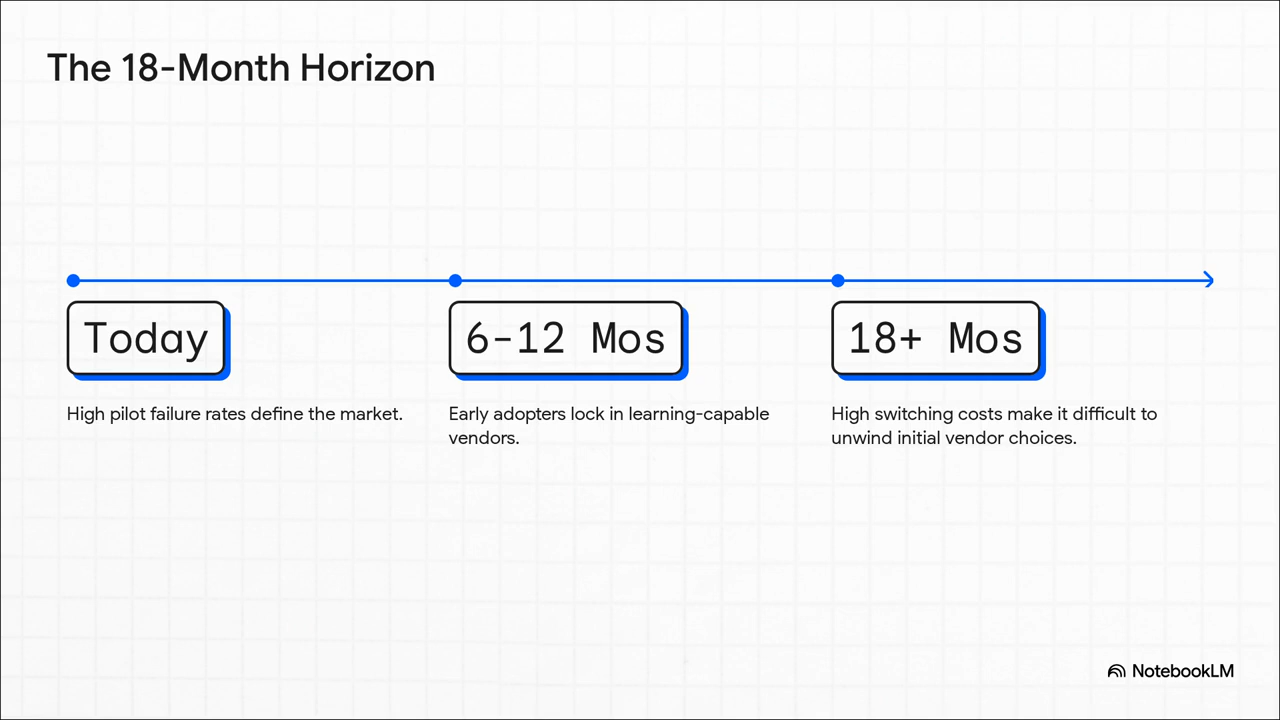 The 18-Month Horizon
Today
High pilot failure rates define the market.
6-12 Mos
Early adopters lock in learning-capable
vendors.
18+ Mos
High switching costs make it difficult to
unwind initial vendor choices.
NotebookLM